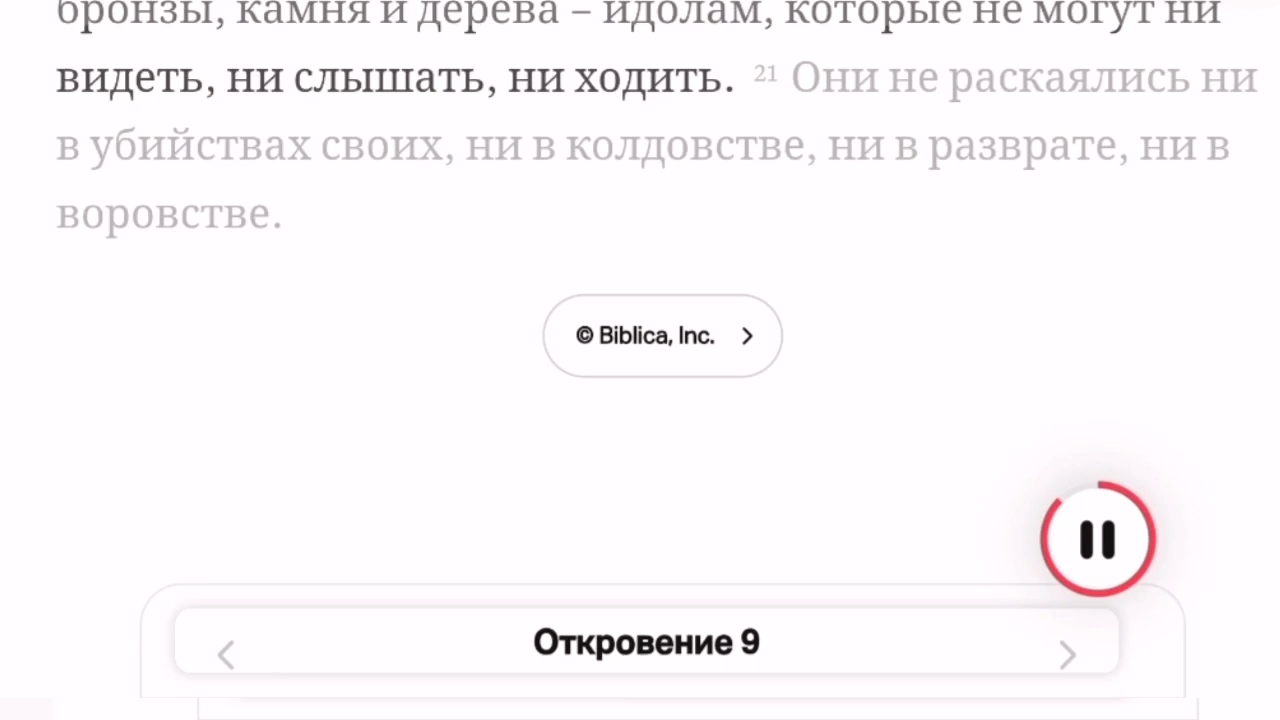 бронзы, камня и дерева – идолам, которые не могут ни
видеть, ни слышать, ни ходить. 21 Они не раскаялись ни
в убийствах своих, ни в колдовстве, ни в разврате, ни в
воровстве.
© Biblica, Inc.
Откровение 9